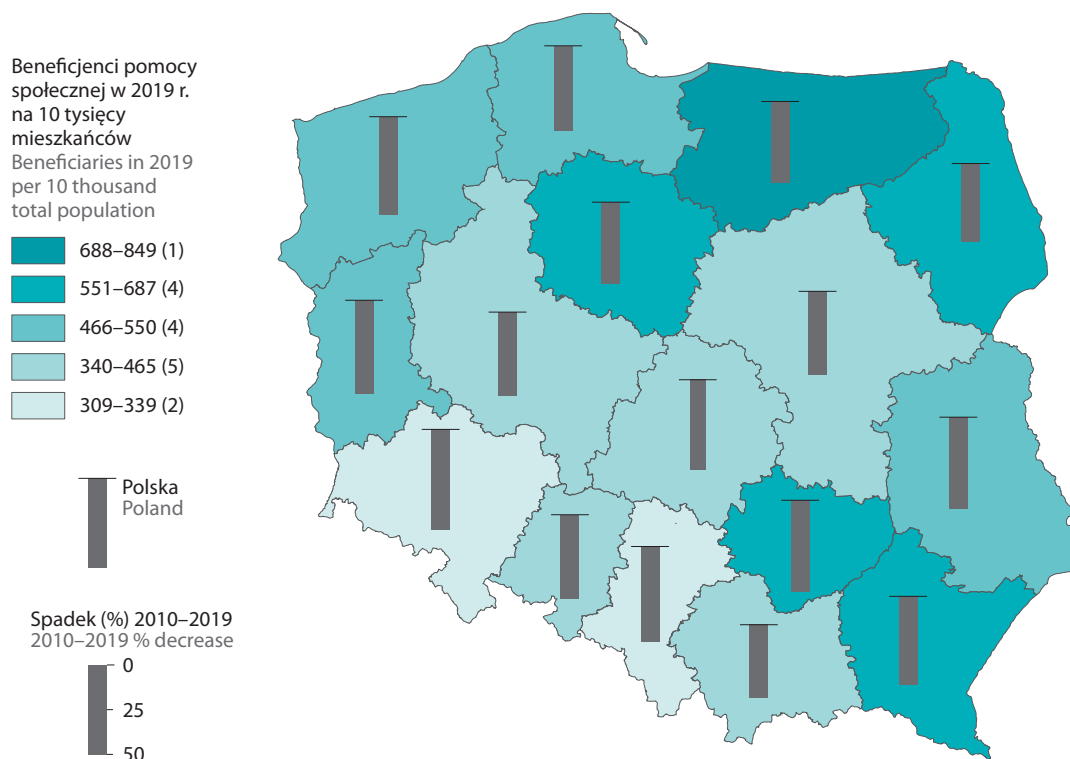 Beneficjenci pomocy
społecznej w 2019 r.
na 10 tysięcy
mieszkańców
Beneficiaries in 2019
per 10 thousand
total population
688–849 (1)
551–687 (4)
466–550 (4)
340–465 (5)
309–339 (2)
Polska
Poland
Spadek (%) 2010–2019
2010–2019 % decrease
0
25
50